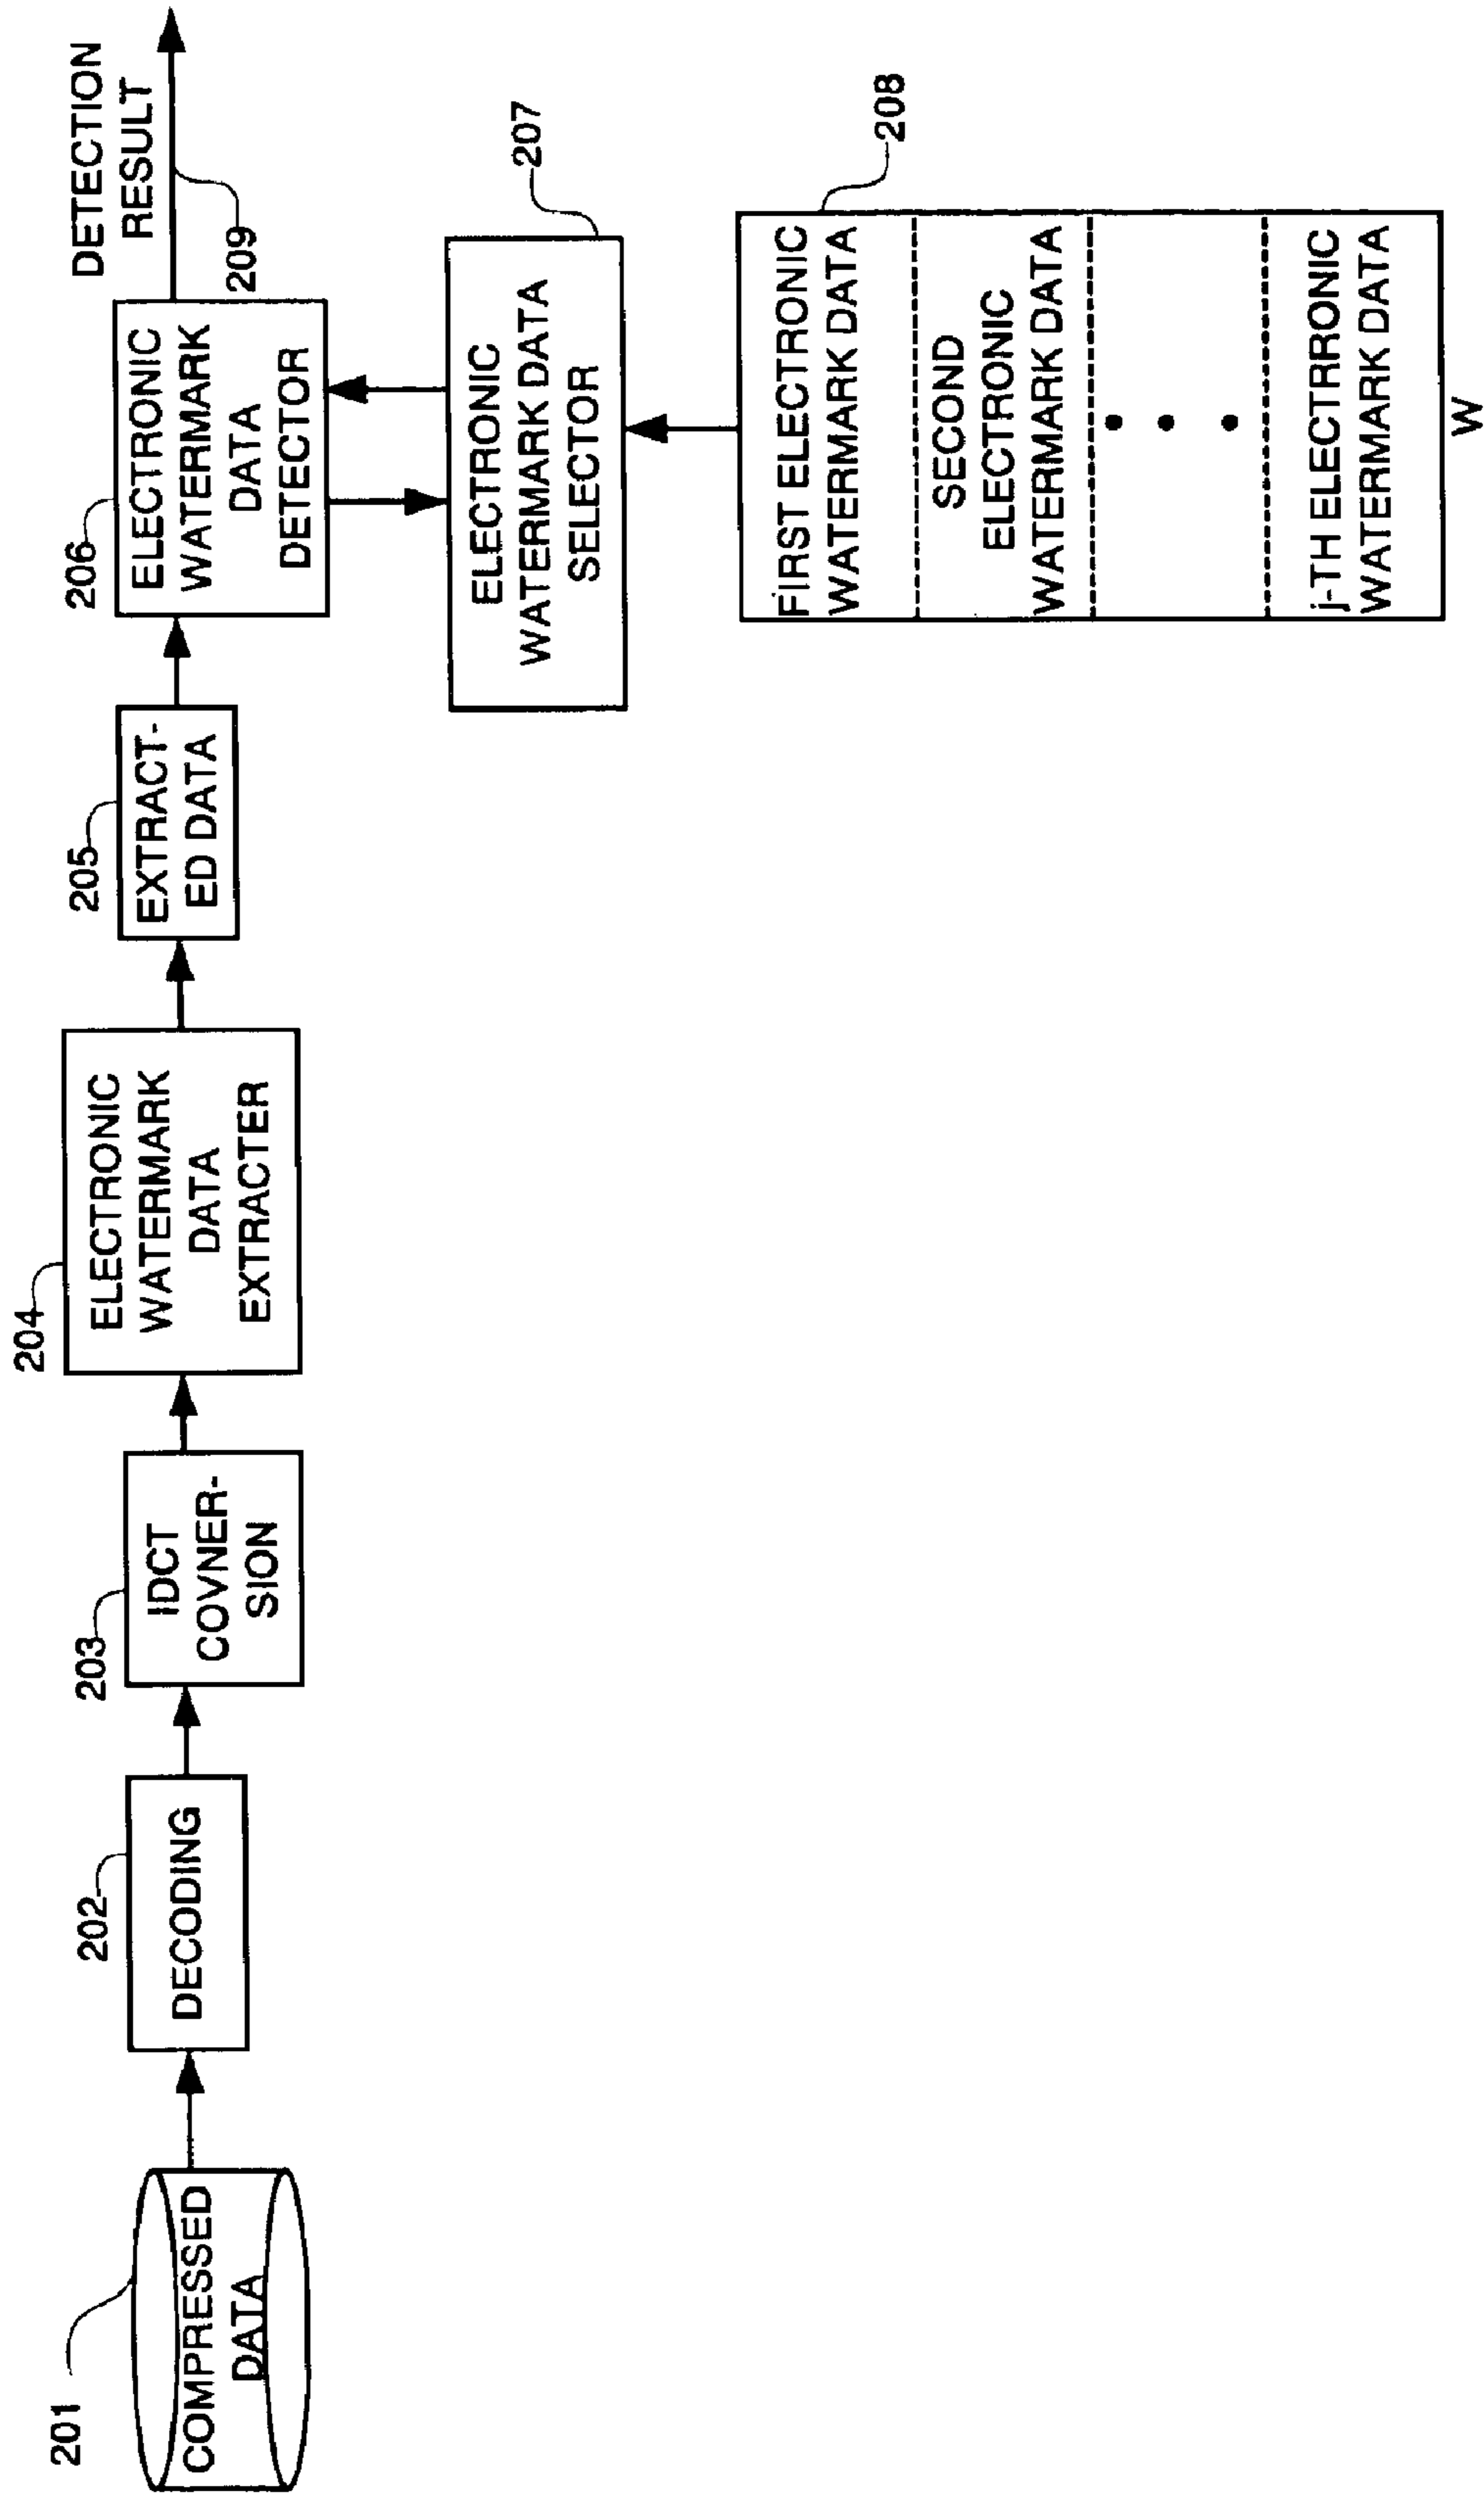 201
COMPRESSED
DATA
202
DECODING
203
IDCT
COVNER-
SION
204
ELECTRONIC
WATERMARK
DATA
EXTRACTER
205
EXTRACT-
ED DATA
206
ELECTRONIC
WATERMARK
DATA
DETECTOR
DETECTION
RESULT
209
207
ELECTRONIC
WATERMARK DATA
SELECTOR
208
FIRST ELECTRONIC
WATERMARK DATA
SECOND
ELECTRONIC
WATERMARK DATA
• • •
j-TH ELECTRRONIC
WATERMARK DATA
W